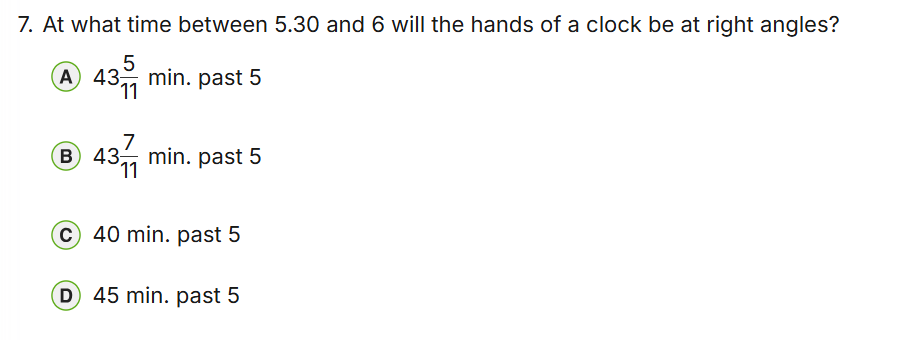 7. At what time between 5.30 and 6 will the hands of a clock be at right angles?
A 43 5/11 min. past 5
B 43 7/11 min. past 5
C 40 min. past 5
D 45 min. past 5